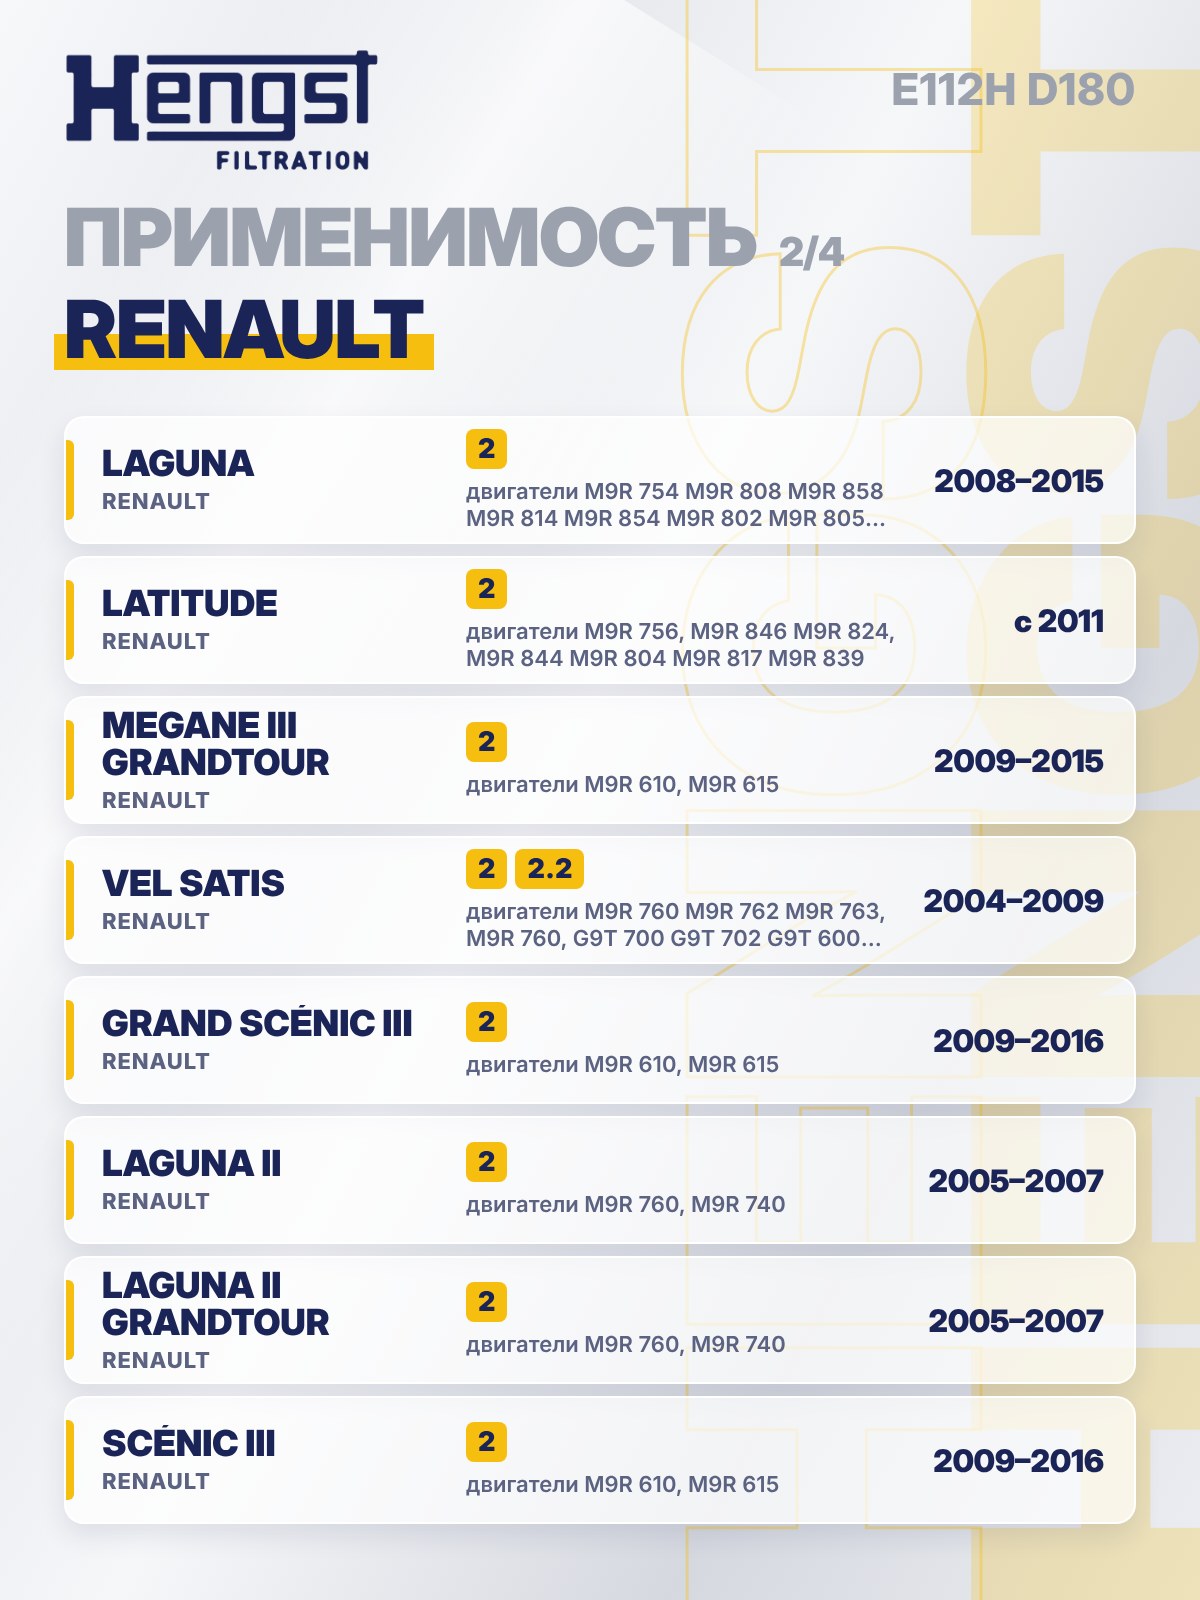 Hengst
FILTRATION
E112H D180
ПРИМЕНИМОСТЬ 2/4
RENAULT
LAGUNA
RENAULT
2
двигатели M9R 754 M9R 808 M9R 858
M9R 814 M9R 854 M9R 802 M9R 805...
2008–2015
LATITUDE
RENAULT
2
двигатели M9R 756, M9R 846 M9R 824,
M9R 844 M9R 804 M9R 817 M9R 839
с 2011
MEGANE III
GRANDTOUR
RENAULT
2
двигатели M9R 610, M9R 615
2009–2015
VEL SATIS
RENAULT
2 2.2
двигатели M9R 760 M9R 762 M9R 763,
M9R 760, G9T 700 G9T 702 G9T 600...
2004–2009
GRAND SCÉNIC III
RENAULT
2
двигатели M9R 610, M9R 615
2009–2016
LAGUNA II
RENAULT
2
двигатели M9R 760, M9R 740
2005–2007
LAGUNA II
GRANDTOUR
RENAULT
2
двигатели M9R 760, M9R 740
2005–2007
SCÉNIC III
RENAULT
2
двигатели M9R 610, M9R 615
2009–2016
HENGST
HENGST